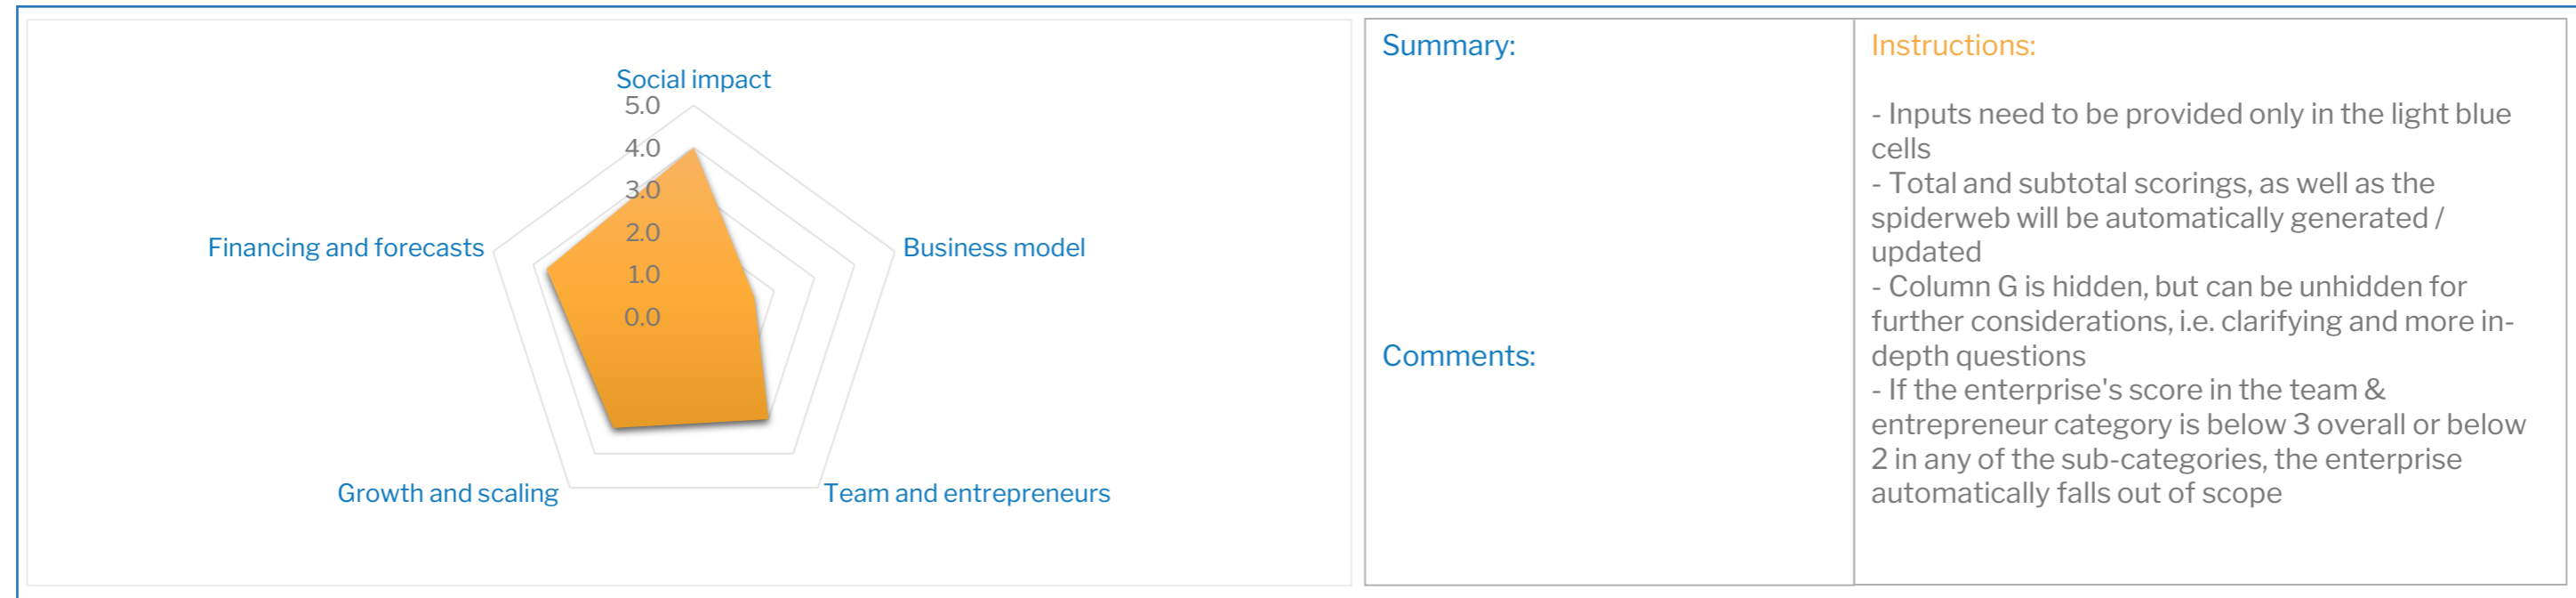 Social impact
5.0
4.0
3.0
2.0
1.0
0.0
Financing and forecasts
Business model
Growth and scaling
Team and entrepreneurs
Summary:
Comments:
Instructions:
- Inputs need to be provided only in the light blue
cells
- Total and subtotal scorings, as well as the
spiderweb will be automatically generated /
updated
- Column G is hidden, but can be unhidden for
further considerations, i.e. clarifying and more in-
depth questions
- If the enterprise's score in the team &
entrepreneur category is below 3 overall or below
2 in any of the sub-categories, the enterprise
automatically falls out of scope